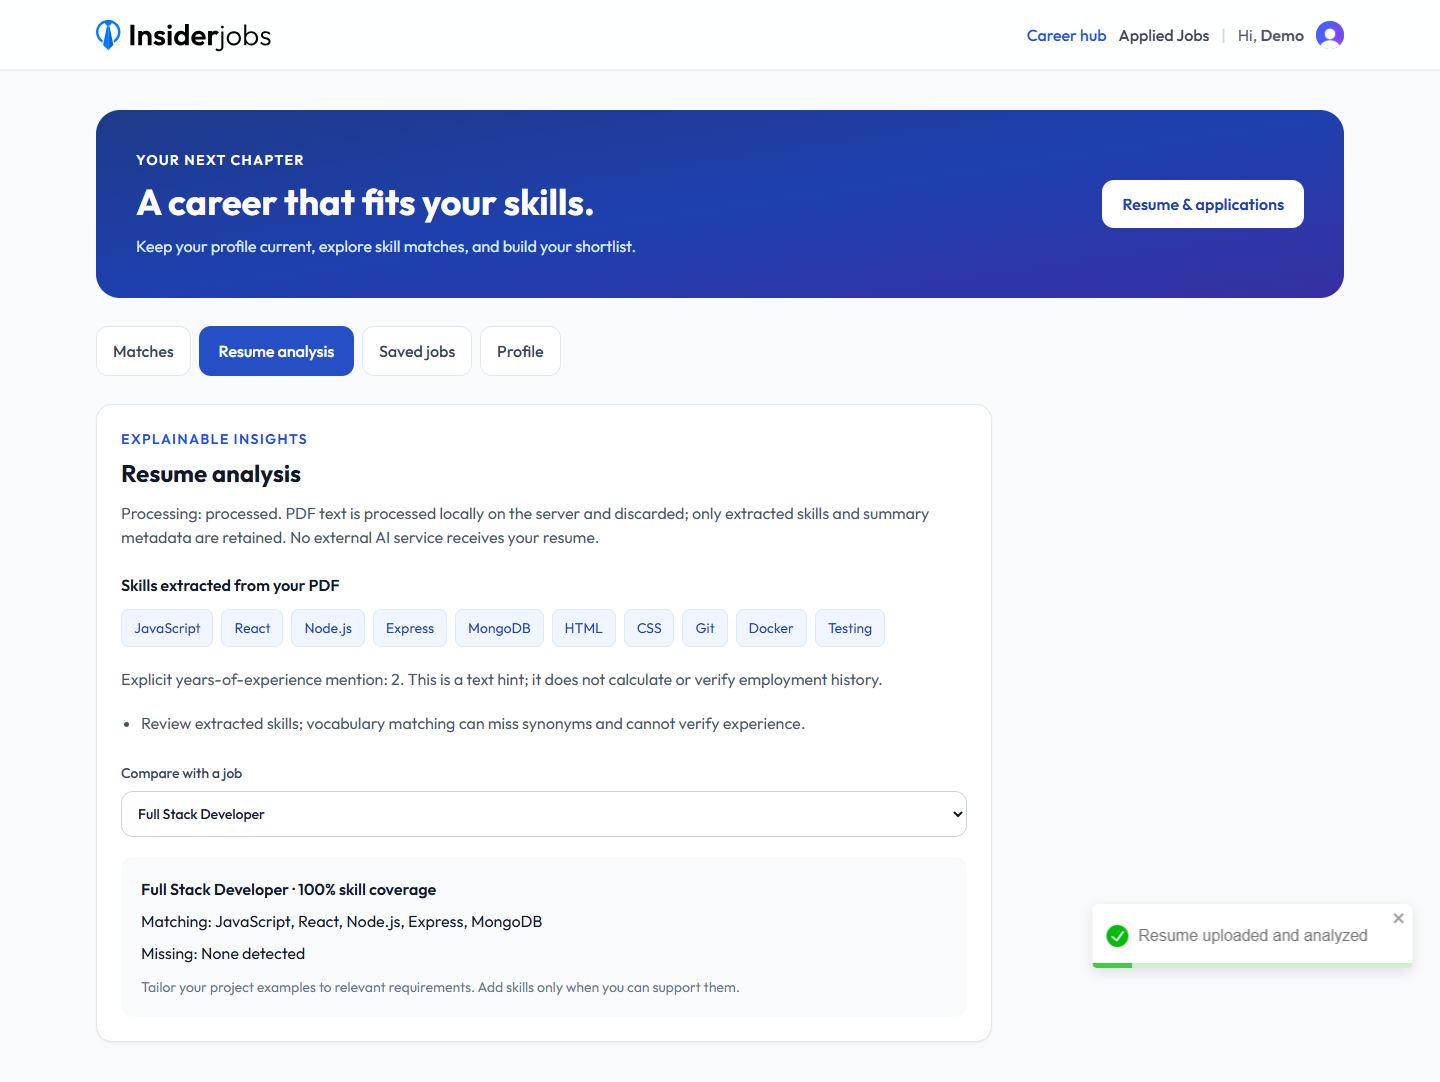 Insiderjobs
Career hub Applied Jobs | Hi, Demo
YOUR NEXT CHAPTER
A career that fits your skills.
Keep your profile current, explore skill matches, and build your shortlist.
Resume & applications
Matches Resume analysis Saved jobs Profile
EXPLAINABLE INSIGHTS
Resume analysis
Processing: processed. PDF text is processed locally on the server and discarded; only extracted skills and summary
metadata are retained. No external AI service receives your resume.
Skills extracted from your PDF
JavaScript React Node.js Express MongoDB HTML CSS Git Docker Testing
Explicit years-of-experience mention: 2. This is a text hint; it does not calculate or verify employment history.
• Review extracted skills; vocabulary matching can miss synonyms and cannot verify experience.
Compare with a job
Full Stack Developer
Full Stack Developer · 100% skill coverage
Matching: JavaScript, React, Node.js, Express, MongoDB
Missing: None detected
Tailor your project examples to relevant requirements. Add skills only when you can support them.
Resume uploaded and analyzed